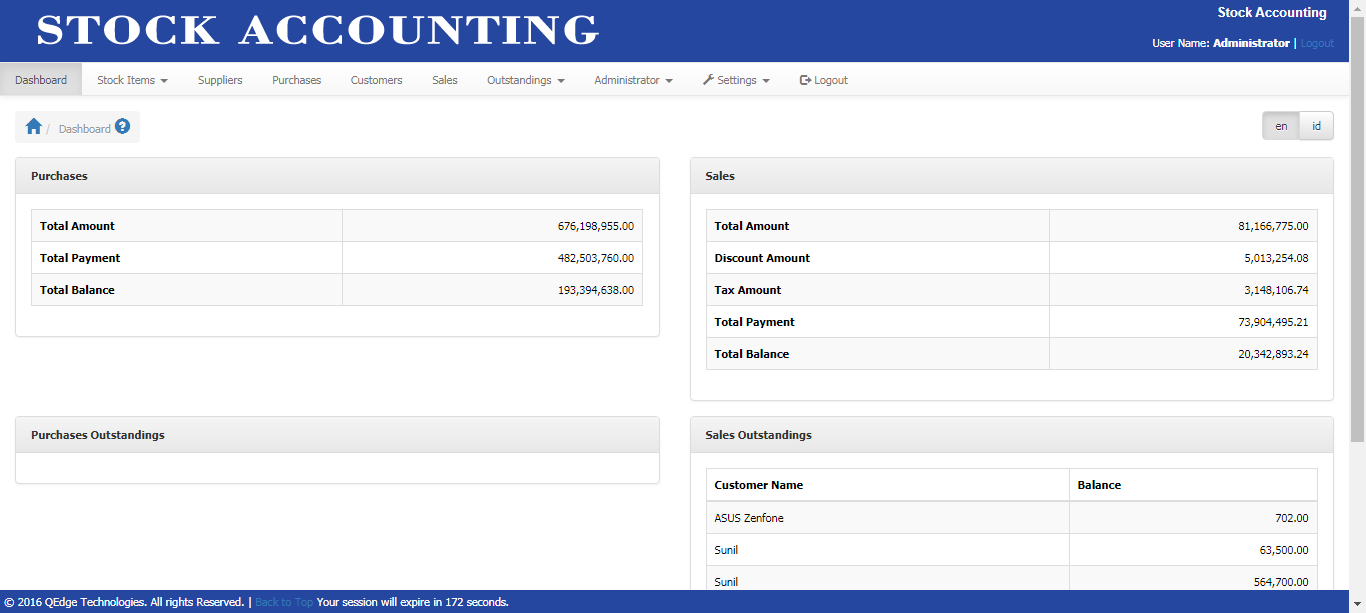 STOCK ACCOUNTING
Stock Accounting
User Name: Administrator | Logout
Dashboard Stock Items Suppliers Purchases Customers Sales Outstandings Administrator Settings Logout
/ Dashboard ?
en id
Purchases
Total Amount 676,198,955.00
Total Payment 482,503,760.00
Total Balance 193,394,638.00
Sales
Total Amount 81,166,775.00
Discount Amount 5,013,254.08
Tax Amount 3,148,106.74
Total Payment 73,904,495.21
Total Balance 20,342,893.24
Purchases Outstandings
Sales Outstandings
Customer Name Balance
ASUS Zenfone 702.00
Sunil 63,500.00
Sunil 564,700.00
© 2016 QEdge Technologies. All rights Reserved. | Back to Top Your session will expire in 172 seconds.